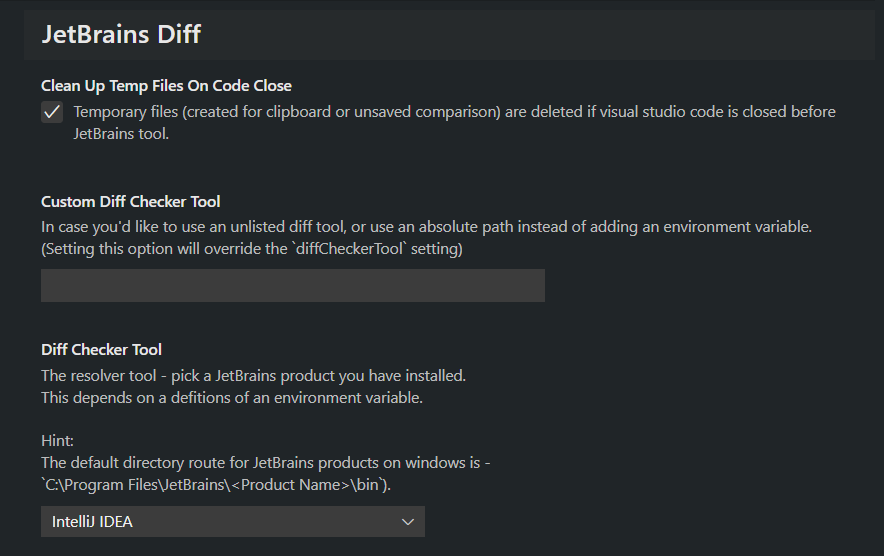 JetBrains Diff
Clean Up Temp Files On Code Close
Temporary files (created for clipboard or unsaved comparison) are deleted if visual studio code is closed before
JetBrains tool.
Custom Diff Checker Tool
In case you'd like to use an unlisted diff tool, or use an absolute path instead of adding an environment variable.
(Setting this option will override the `diffCheckerTool` setting)
Diff Checker Tool
The resolver tool - pick a JetBrains product you have installed.
This depends on a defitions of an environment variable.
Hint:
The default directory route for JetBrains products on windows is -
`C:\Program Files\JetBrains\<Product Name>\bin`).
IntelliJ IDEA